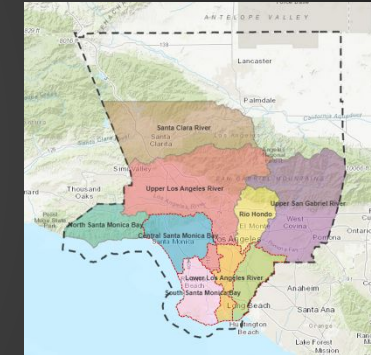 ANTELOPE VALLEY
Lancaster
Palmdale
Santa Clara River
Santa
Clarita
Simi Valley
Thousand
Oaks
Upper Los Angeles River
Upper San Gabriel River
Rio Hondo
El Monte
West
Covina
Pomona
Ontario
North Santa Monica Bay
Central Santa Monica Bay
Santa Monica
Los Angeles
Lower Los Angeles River
Beach
South Santa Monica Bay
Long Beach
Anaheim
Santa Ana
Huntington
Beach
Orange
Lake Forest
Mission